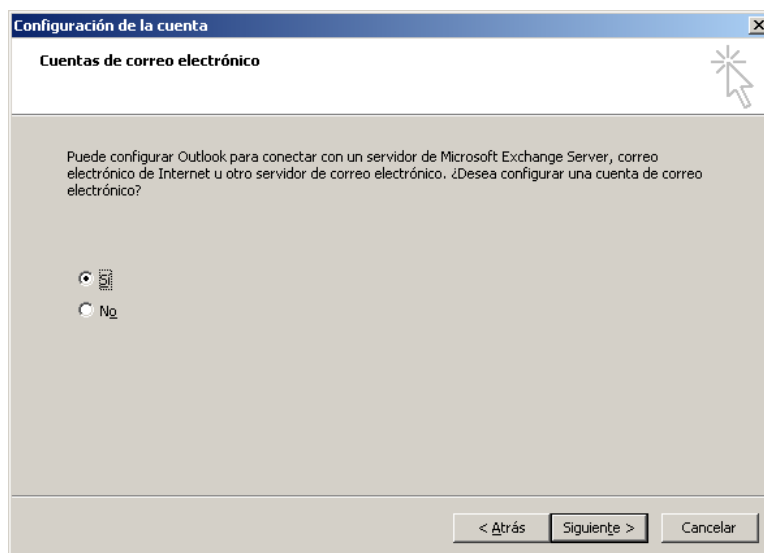 Configuración de la cuenta
Cuentas de correo electrónico
Puede configurar Outlook para conectar con un servidor de Microsoft Exchange Server, correo
electrónico de Internet u otro servidor de correo electrónico. ¿Desea configurar una cuenta de correo
electrónico?
Sí
No
< Atrás
Siguiente >
Cancelar